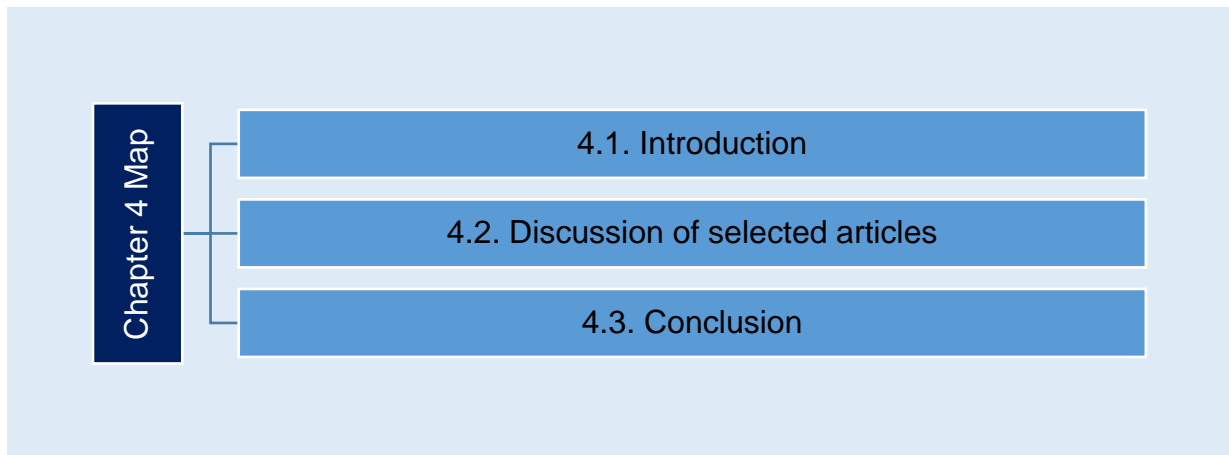 Chapter 4 Map
4.1. Introduction
4.2. Discussion of selected articles
4.3. Conclusion